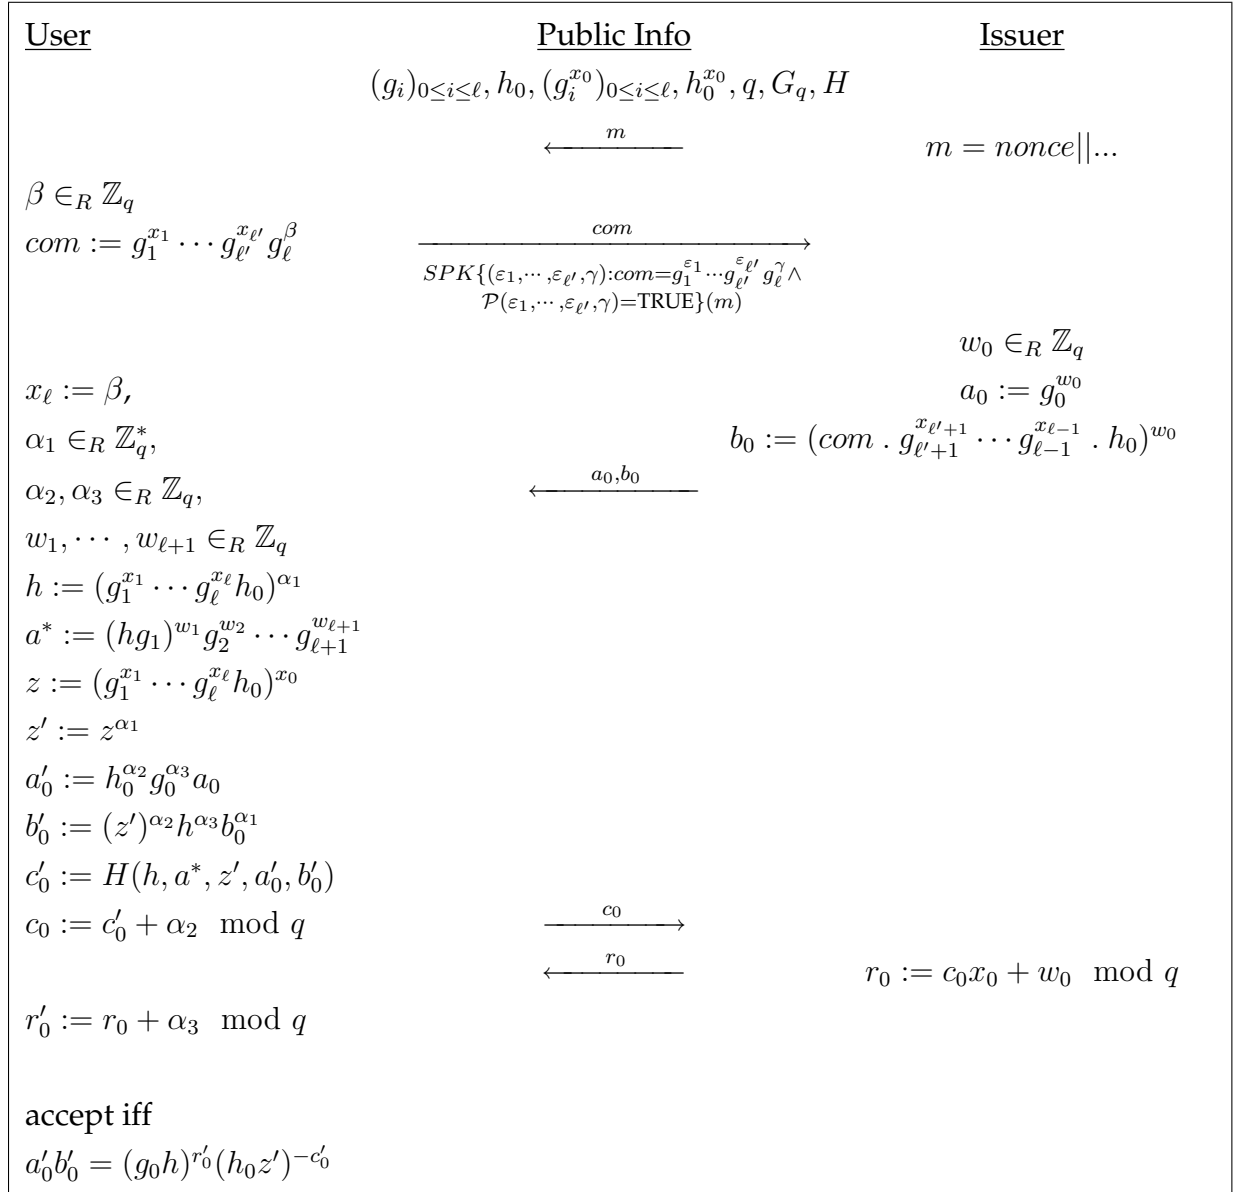 User Public Info Issuer
(g_i)_{0≤i≤ℓ}, h_0, (g_i^{x_0})_{0≤i≤ℓ}, h_0^{x_0}, q, G_q, H
m
m = nonce||...
β ∈_R ℤ_q
com := g_1^{x_1} ⋯ g_{ℓ'}^{x_{ℓ'}} g_ℓ^β
com
SPK{(ε_1,⋯,ε_{ℓ'},γ):com=g_1^{ε_1}⋯g_{ℓ'}^{ε_{ℓ'}} g_ℓ^γ ∧
𝒫(ε_1,⋯,ε_{ℓ'},γ)=TRUE}(m)
w_0 ∈_R ℤ_q
x_ℓ := β, a_0 := g_0^{w_0}
α_1 ∈_R ℤ_q^*, b_0 := (com . g_{ℓ'+1}^{x_{ℓ'+1}} ⋯ g_{ℓ-1}^{x_{ℓ-1}} . h_0)^{w_0}
α_2, α_3 ∈_R ℤ_q, a_0,b_0
w_1, ⋯ , w_{ℓ+1} ∈_R ℤ_q
h := (g_1^{x_1} ⋯ g_ℓ^{x_ℓ} h_0)^{α_1}
a^* := (hg_1)^{w_1} g_2^{w_2} ⋯ g_{ℓ+1}^{w_{ℓ+1}}
z := (g_1^{x_1} ⋯ g_ℓ^{x_ℓ} h_0)^{x_0}
z' := z^{α_1}
a'_0 := h_0^{α_2} g_0^{α_3} a_0
b'_0 := (z')^{α_2} h^{α_3} b_0^{α_1}
c'_0 := H(h, a^*, z', a'_0, b'_0)
c_0 := c'_0 + α_2 mod q c_0
r_0 r_0 := c_0x_0 + w_0 mod q
r'_0 := r_0 + α_3 mod q
accept iff
a'_0b'_0 = (g_0h)^{r'_0}(h_0z')^{-c'_0}